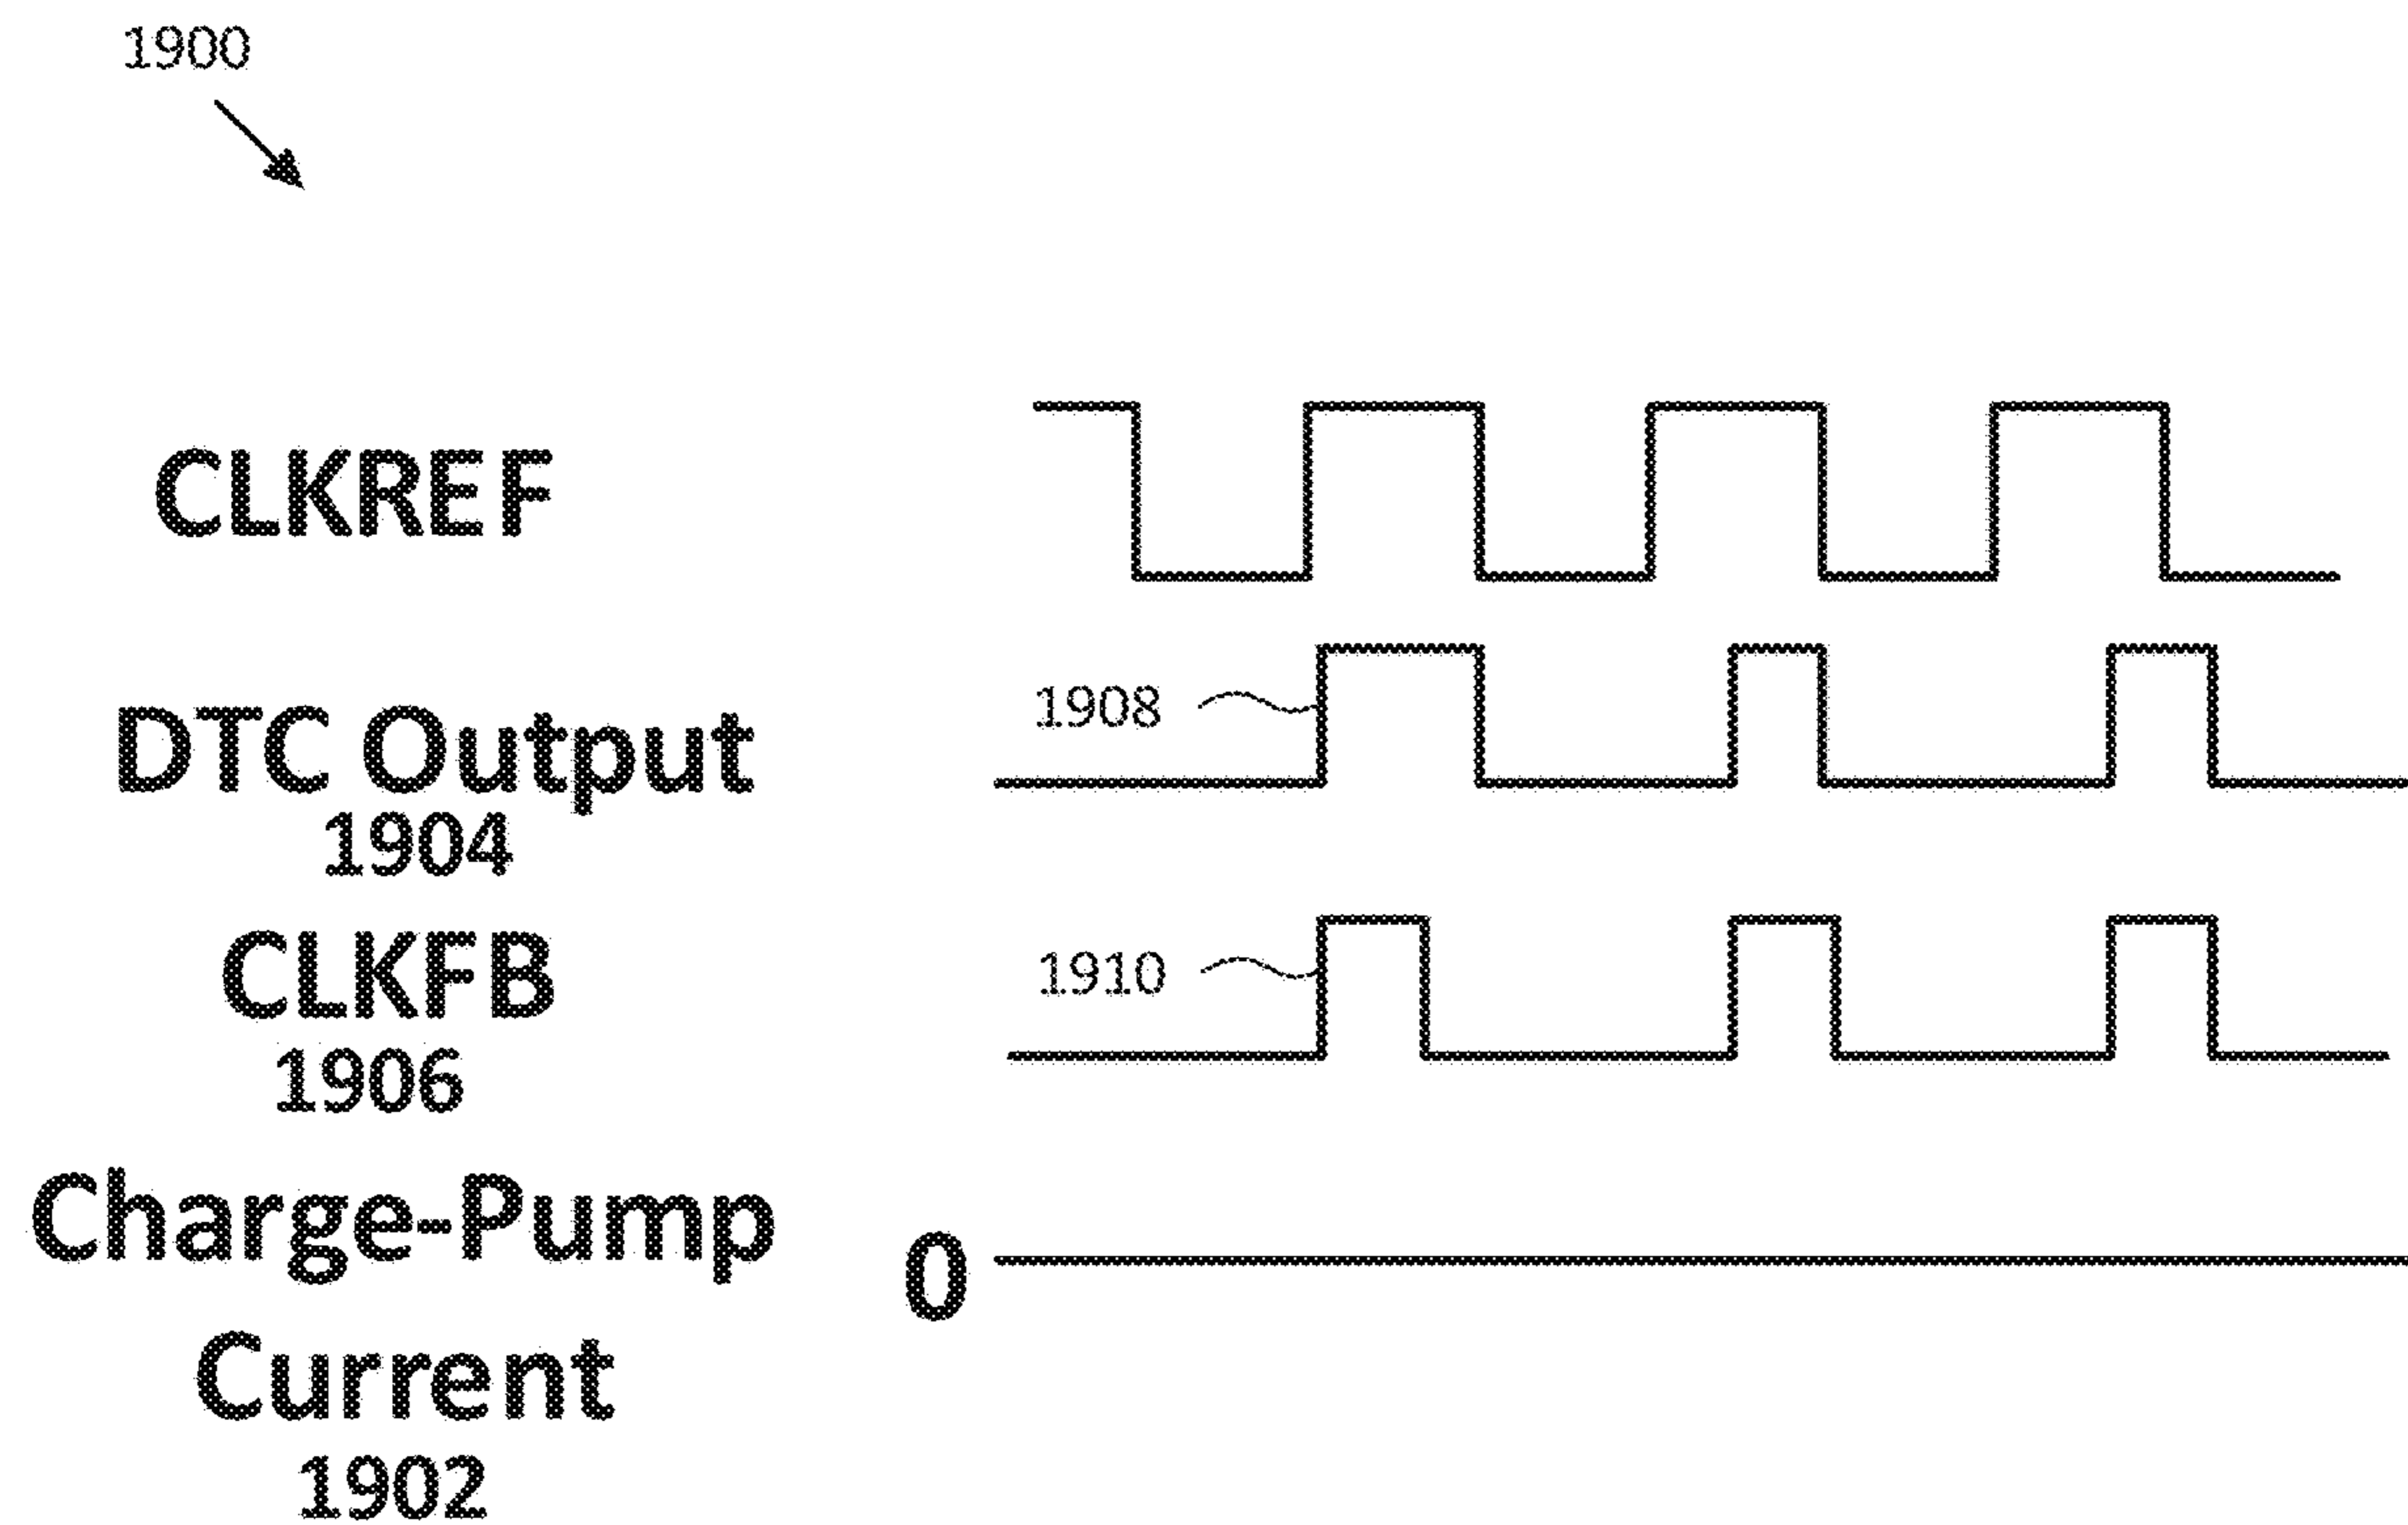 1900
CLKREF
DTC Output
1904
1908
CLKFB
1906
1910
Charge-Pump
Current
1902
0